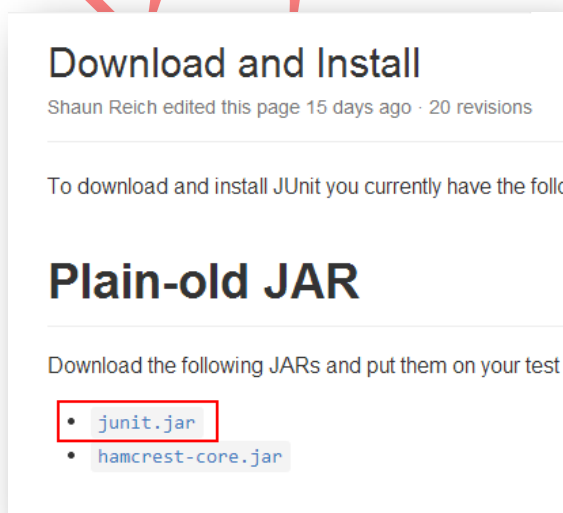 Download and Install
Shaun Reich edited this page 15 days ago · 20 revisions
To download and install JUnit you currently have the
Plain-old JAR
Download the following JARs and put them on your test
junit.jar
hamcrest-core.jar